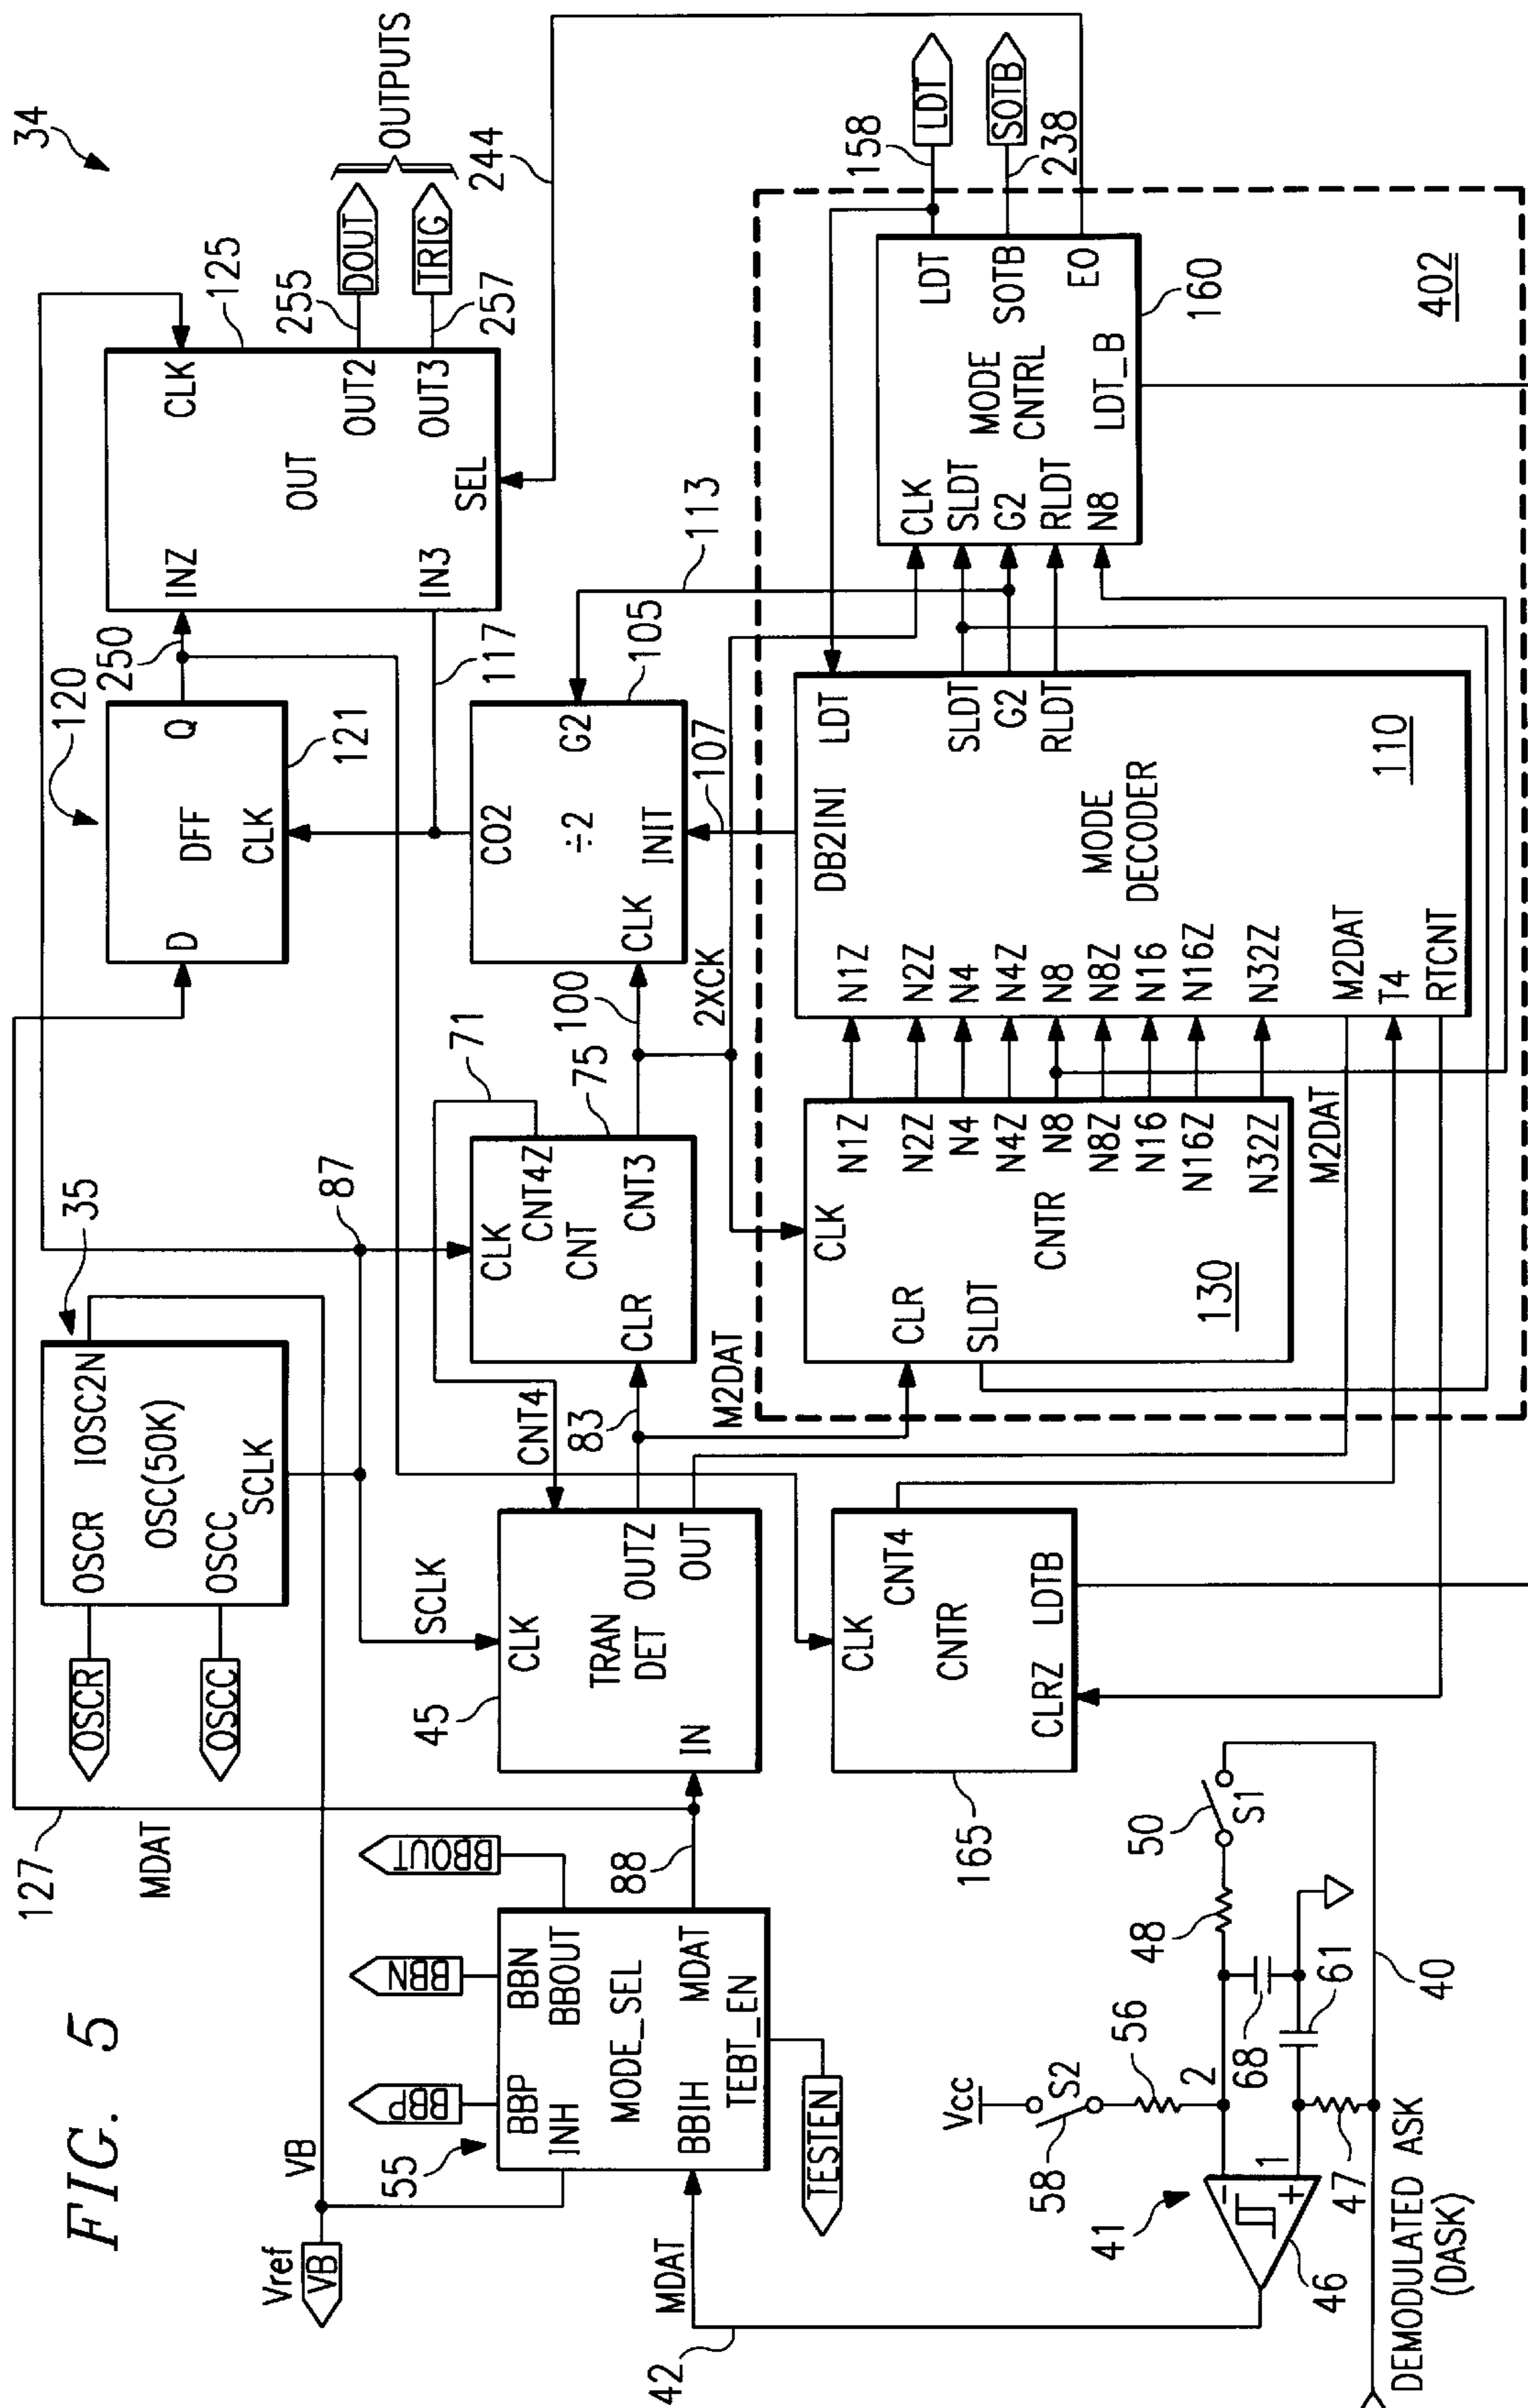 FIG. 5
34
Vref
VB
VB
127
MDAT
OSCR
OSCC
OSCR
IOSC2N
OSC(50K)
OSCC
SCLK
35
87
120
D
DFF
Q
CLK
121
250
117
INZ
CLK
OUT
OUT2
OUT3
IN3
SEL
125
255
DOUT
257
TRIG
OUTPUTS
244
55
BBP
BBN
BBOUT
BBP
BBN
INH
BBOUT
MODE_SEL
BBIH
MDAT
TEBT_EN
TESTEN
88
MDAT
42
SCLK
45
CLK
TRAN
DET
OUTZ
OUT
IN
CNT4
83
M2DAT
71
CLK
CNT4Z
CNT
CNT3
CLR
75
100
2XCK
CO2
÷2
G2
CLK
INIT
105
107
113
165
CLK
CNT4
CNTR
CLRZ
LDTB
CLK
CLR
SLDT
CNTR
130
N1Z
N2Z
N4
N4Z
N8
N8Z
N16
N16Z
N32Z
M2DAT
N1Z
N2Z
N4
N4Z
N8
N8Z
N16
N16Z
N32Z
M2DAT
T4
RTCNT
DB2INI
LDT
SLDT
G2
RLDT
MODE
DECODER
110
CLK
SLDT
G2
RLDT
N8
MODE
CNTRL
LDT
SOTB
EO
LDT_B
160
158
LDT
SOTB
238
402
Vcc
S2
58
56
2
68
61
48
50
S1
40
41
−
+
1
46
47
DEMODULATED ASK
(DASK)